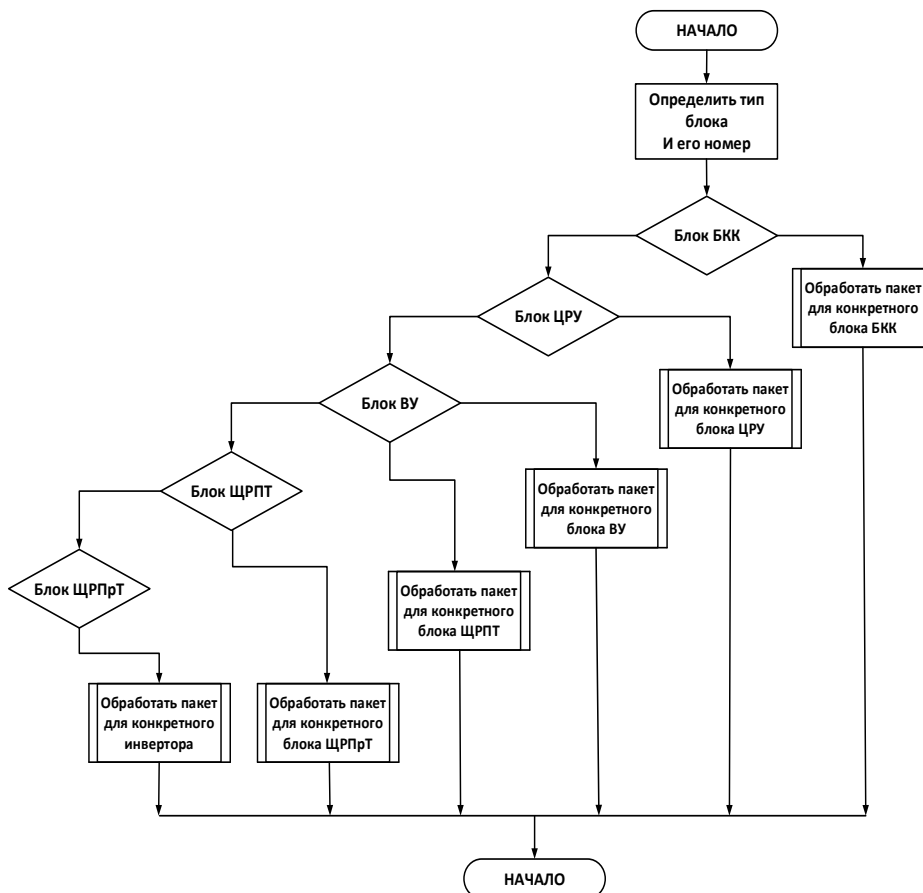 НАЧАЛО
Определить тип
блока
И его номер
Блок БКК
Обработать пакет
для конкретного
блока БКК
Блок ЦРУ
Обработать пакет
для конкретного
блока ЦРУ
Блок ВУ
Обработать пакет
для конкретного
блока ВУ
Блок ЩРПТ
Обработать пакет
для конкретного
блока ЩРПТ
Блок ЩРПрТ
Обработать пакет
для конкретного
инвертора
Обработать пакет
для конкретного
блока ЩРПрТ
НАЧАЛО